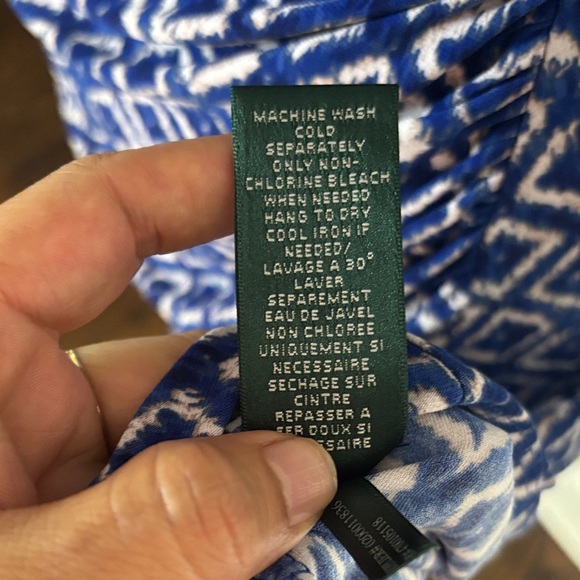 MACHINE WASH
COLD
SEPARATELY
ONLY NON-
CHLORINE BLEACH
WHEN NEEDED
HANG TO DRY
COOL IRON IF
NEEDED/
LAVAGE A 30°
LAVER
SEPAREMENT
EAU DE JAVEL
NON CHLOREE
UNIQUEMENT SI
NECESSAIRE
SECHAGE SUR
CINTRE
REPASSER A
FER DOUX SI